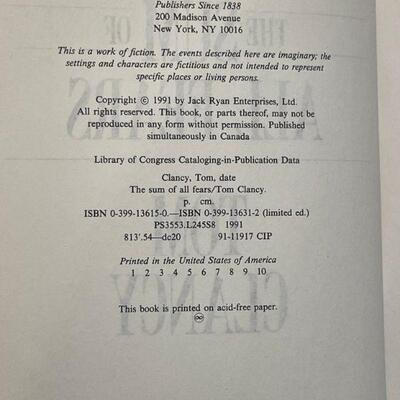 Publishers Since 1838
200 Madison Avenue
New York, NY 10016
This is a work of fiction. The events described here are imaginary; the
settings and characters are fictitious and not intended to represent
specific places or living persons.
Copyright © 1991 by Jack Ryan Enterprises, Ltd.
All rights reserved. This book, or parts thereof, may not
be reproduced in any form without permission. Published
simultaneously in Canada
Library of Congress Cataloging-in-Publication Data
Clancy, Tom, date
The sum of all fears/Tom Clancy.
p. cm.
ISBN 0-399-13615-0.—ISBN 0-399-13631-2 (limited ed.)
PS3553.L245S8 1991
813'.54—dc20 91-11917 CIP
Printed in the United States of America
1 2 3 4 5 6 7 8 9 10
This book is printed on acid-free paper.
♾